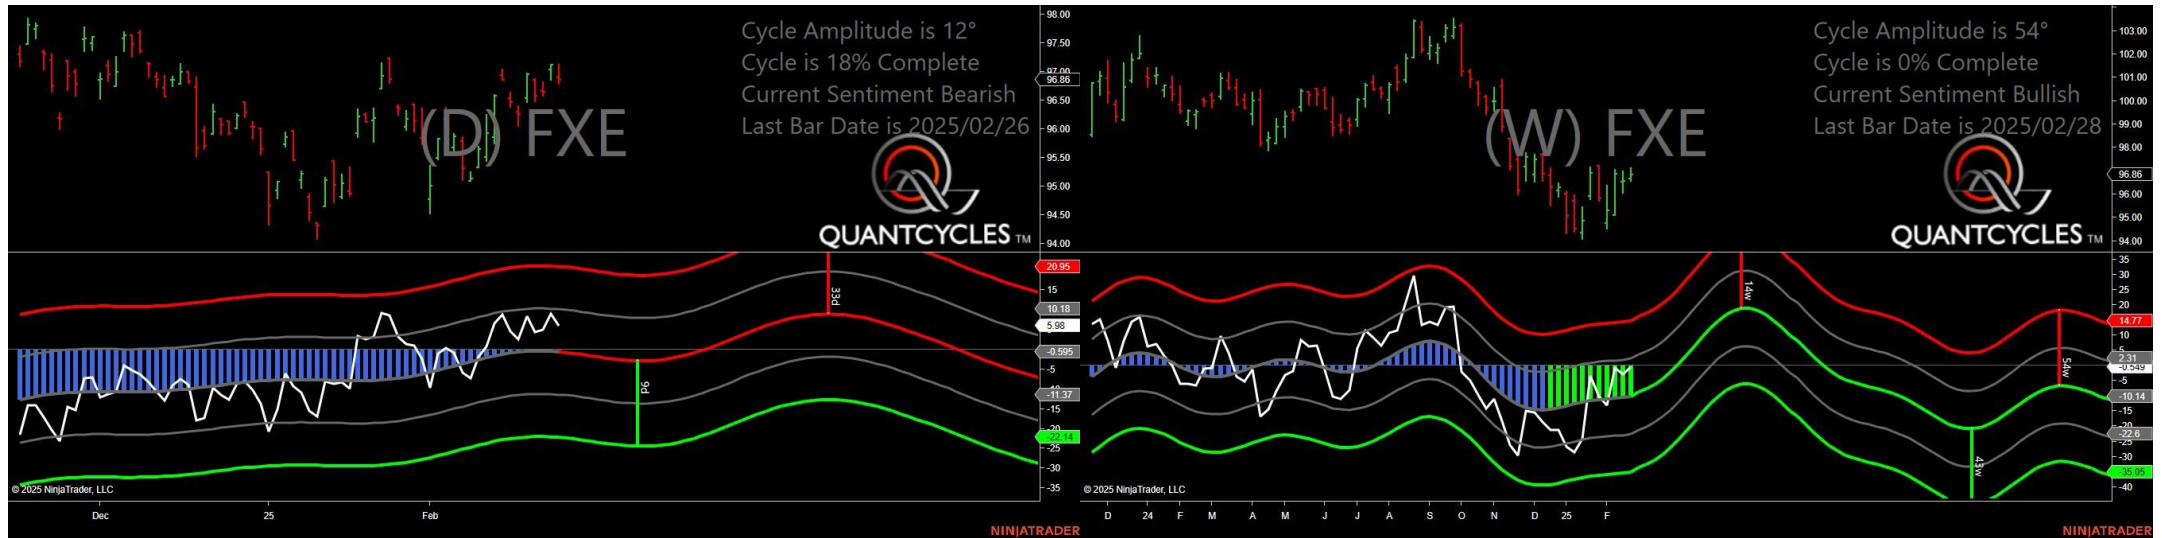 Cycle Amplitude is 12°
Cycle is 18% Complete
Current Sentiment Bearish
Last Bar Date is 2025/02/26
(D) FXE
QUANTCYCLES TM
98.00
97.50
97.00
96.86
96.50
96.00
95.50
95.00
94.50
94.00
20.95
15
10.18
5.98
-0.595
-5
-11.37
-15
-20
-22.14
-25
-30
-35
33d
9d
© 2025 NinjaTrader, LLC
Dec
25
Feb
NINJATRADER
Cycle Amplitude is 54°
Cycle is 0% Complete
Current Sentiment Bullish
Last Bar Date is 2025/02/28
(W) FXE
QUANTCYCLES TM
103.00
102.00
101.00
100.00
99.00
98.00
96.86
96.00
95.00
94.00
35
30
25
20
14.77
10
5
2.31
-0.549
-5
-10.14
-15
-22.6
-25
-30
-35.05
-40
14w
54w
43w
© 2025 NinjaTrader, LLC
D 24 F M A M J J A S O N D 25 F
NINJATRADER